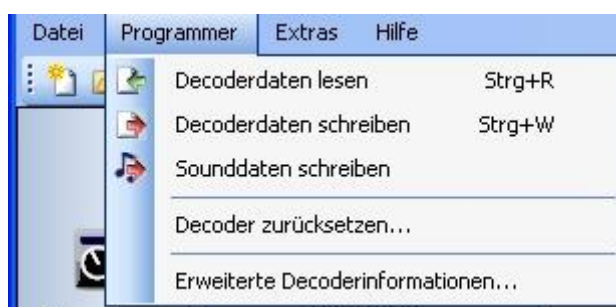 Datei Programmer Extras Hilfe
Decoderdaten lesen Strg+R
Decoderdaten schreiben Strg+W
Sounddaten schreiben
Decoder zurücksetzen...
Erweiterte Decoderinformationen...